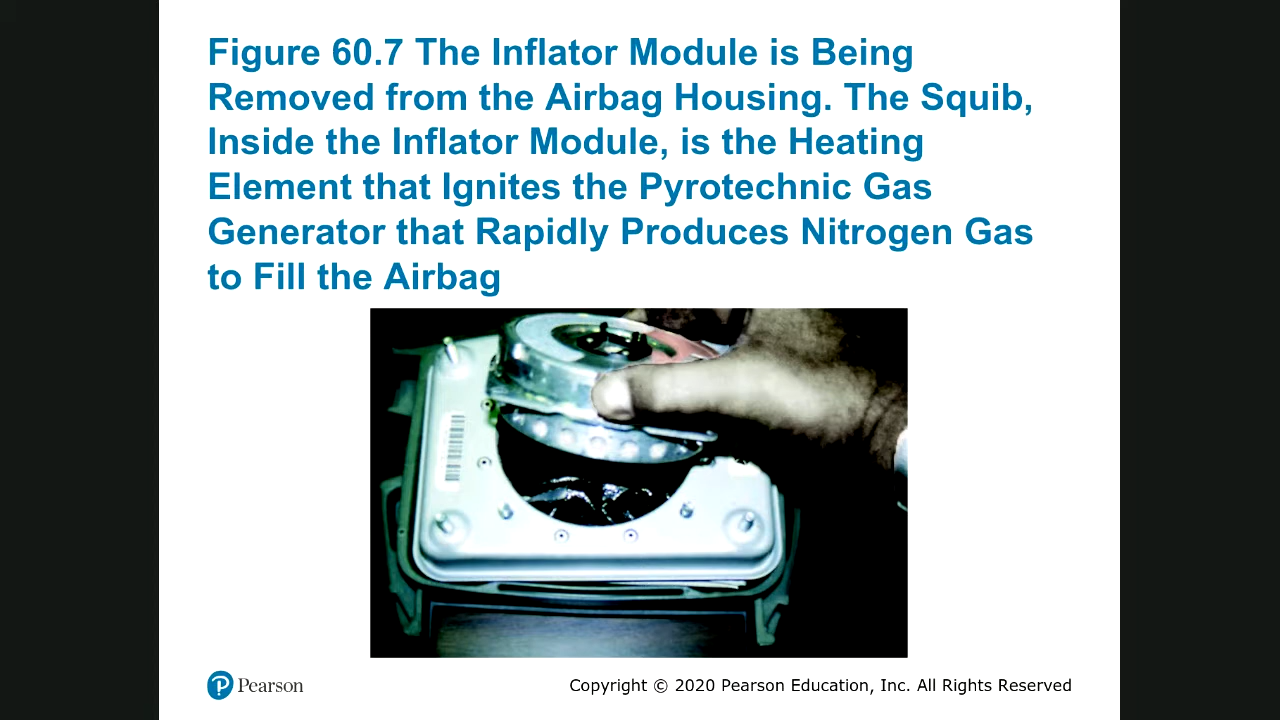 Figure 60.7 The Inflator Module is Being
Removed from the Airbag Housing. The Squib,
Inside the Inflator Module, is the Heating
Element that Ignites the Pyrotechnic Gas
Generator that Rapidly Produces Nitrogen Gas
to Fill the Airbag
Pearson
Copyright © 2020 Pearson Education, Inc. All Rights Reserved